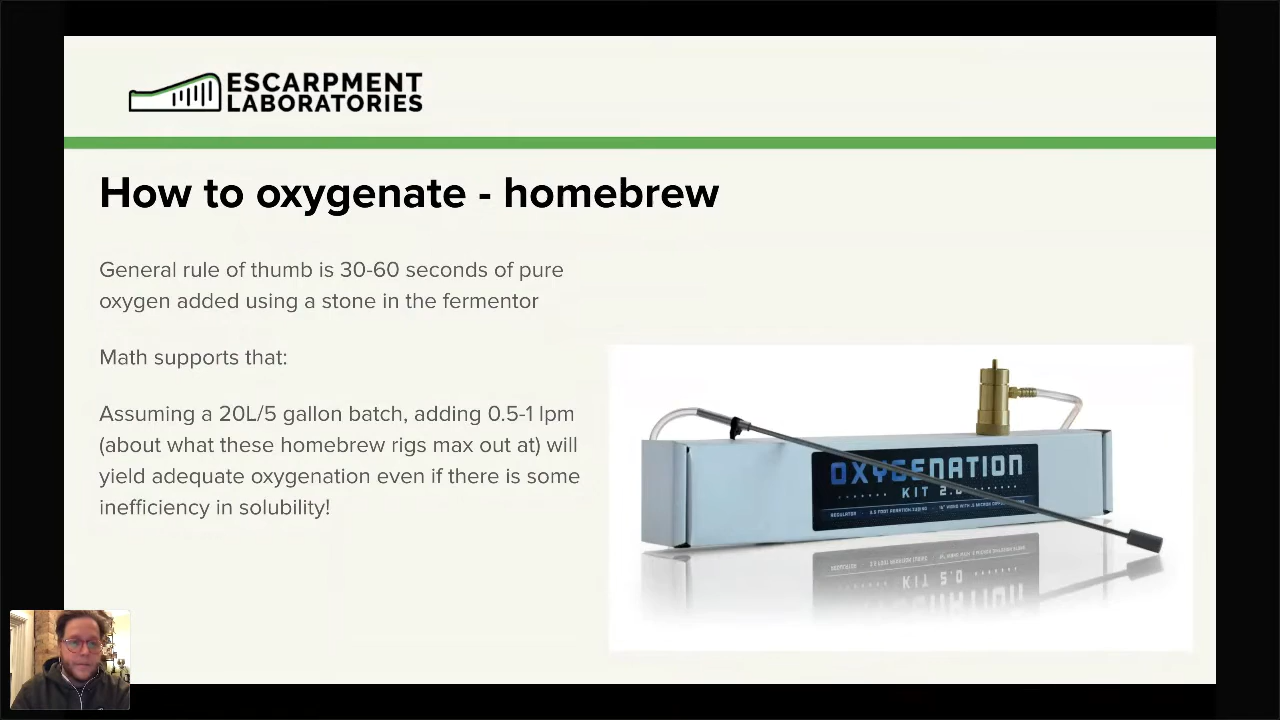 ESCARPMENT
LABORATORIES
How to oxygenate - homebrew
General rule of thumb is 30-60 seconds of pure
oxygen added using a stone in the fermentor
Math supports that:
Assuming a 20L/5 gallon batch, adding 0.5-1 lpm
(about what these homebrew rigs max out at) will
yield adequate oxygenation even if there is some
inefficiency in solubility!
OXYGENATION
KIT 2.0
REGULATOR